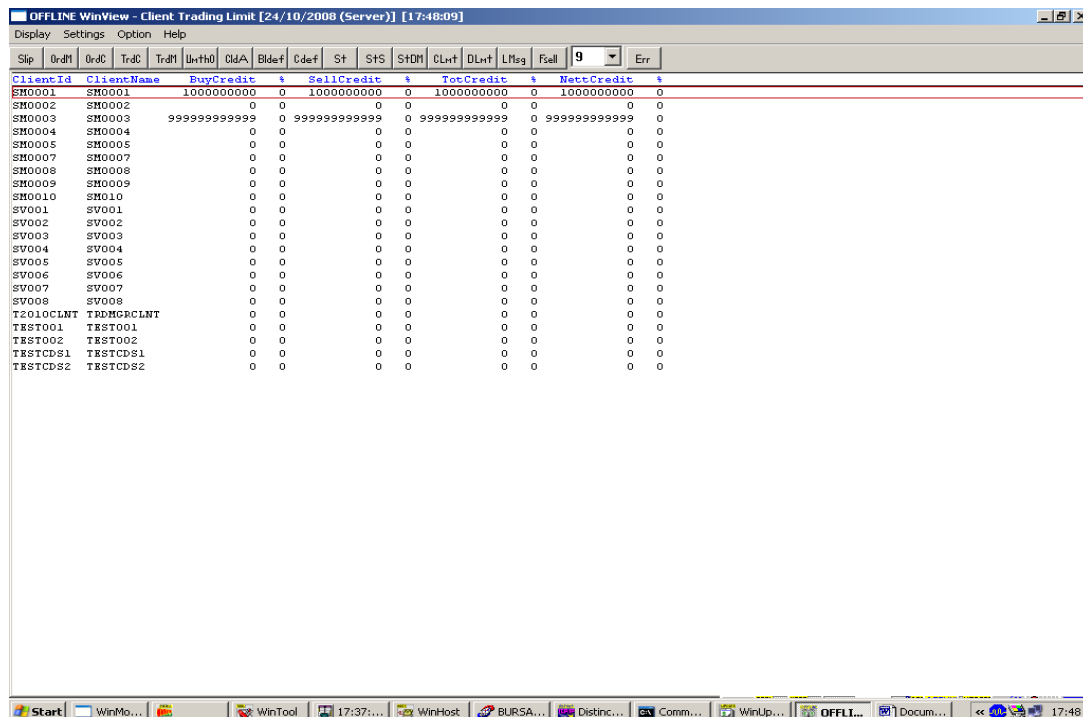 OFFLINE WinView - Client Trading Limit [24/10/2008 (Server)] [17:48:09]
Display Settings Option Help
Slip OrdM OrdC TrdC TrdM UnthO CldA Bldef Cdef St StS StDM CLmt DLmt LMsg Fsell 9 Err
ClientId ClientName BuyCredit % SellCredit % TotCredit % NettCredit %
SM0001 SM0001 1000000000 0 1000000000 0 1000000000 0 1000000000 0
SM0002 SM0002 0 0 0 0 0 0 0 0
SM0003 SM0003 999999999999 0 999999999999 0 999999999999 0 999999999999 0
SM0004 SM0004 0 0 0 0 0 0 0 0
SM0005 SM0005 0 0 0 0 0 0 0 0
SM0007 SM0007 0 0 0 0 0 0 0 0
SM0008 SM0008 0 0 0 0 0 0 0 0
SM0009 SM0009 0 0 0 0 0 0 0 0
SM0010 SM010 0 0 0 0 0 0 0 0
SV001 SV001 0 0 0 0 0 0 0 0
SV002 SV002 0 0 0 0 0 0 0 0
SV003 SV003 0 0 0 0 0 0 0 0
SV004 SV004 0 0 0 0 0 0 0 0
SV005 SV005 0 0 0 0 0 0 0 0
SV006 SV006 0 0 0 0 0 0 0 0
SV007 SV007 0 0 0 0 0 0 0 0
SV008 SV008 0 0 0 0 0 0 0 0
T2010CLNT TRDMGRCLNT 0 0 0 0 0 0 0 0
TEST001 TEST001 0 0 0 0 0 0 0 0
TEST002 TEST002 0 0 0 0 0 0 0 0
TESTCDS1 TESTCDS1 0 0 0 0 0 0 0 0
TESTCDS2 TESTCDS2 0 0 0 0 0 0 0 0
Start WinMo... WinTool 17:37:... WinHost BURSA... Distinc... Comm... WinUp... OFFLI... Docum... « 17:48